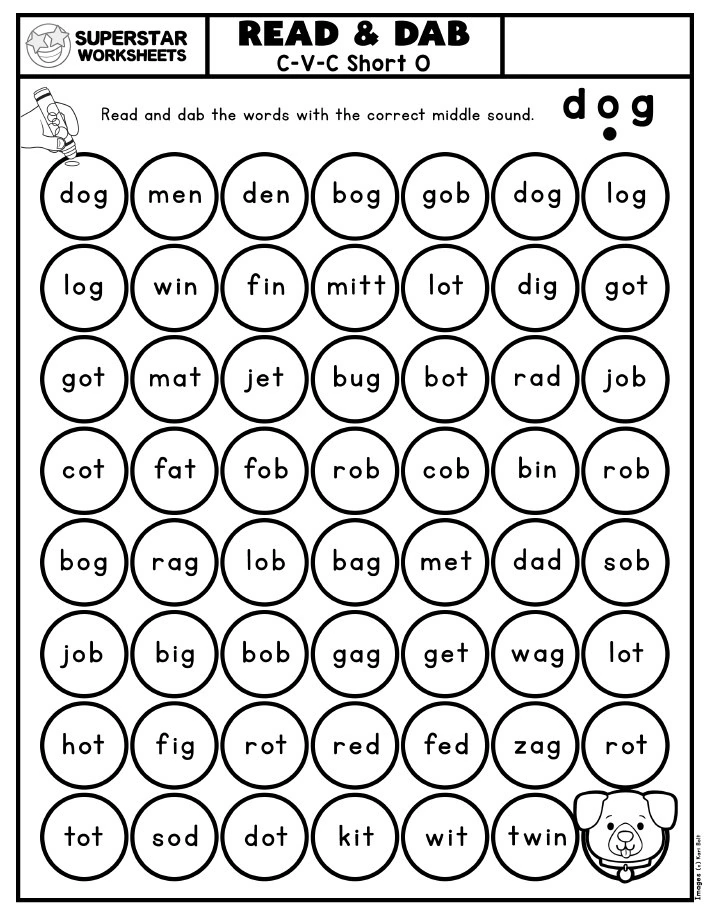 SUPERSTAR
WORKSHEETS
READ & DAB
C-V-C Short O
Read and dab the words with the correct middle sound.
dog
dog men den bog gob dog log
log win fin mitt lot dig got
got mat jet bug bot rad job
cot fat fob rob cob bin rob
bog rag lob bag met dad sob
job big bob gag get wag lot
hot fig rot red fed zag rot
tot sod dot kit wit twin
Images (c) Keri Bolt